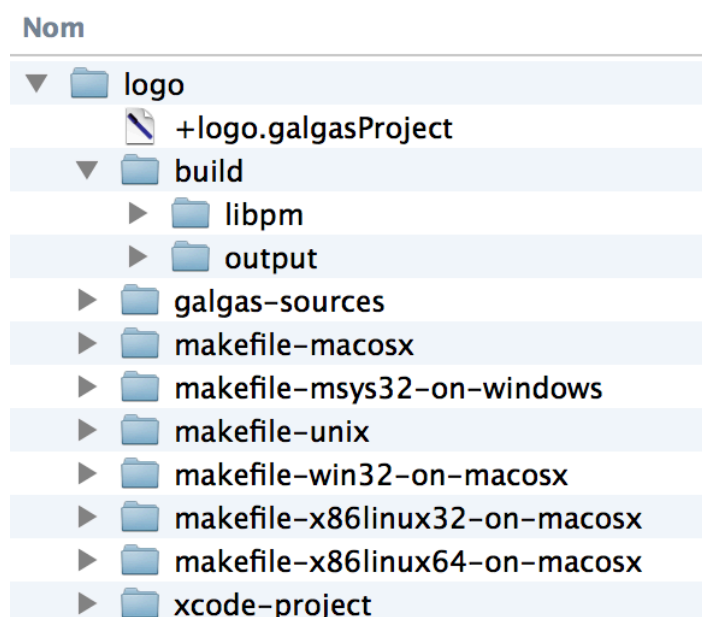 Nom
logo
+logo.galgasProject
build
libpm
output
galgas-sources
makefile-macosx
makefile-msys32-on-windows
makefile-unix
makefile-win32-on-macosx
makefile-x86linux32-on-macosx
makefile-x86linux64-on-macosx
xcode-project